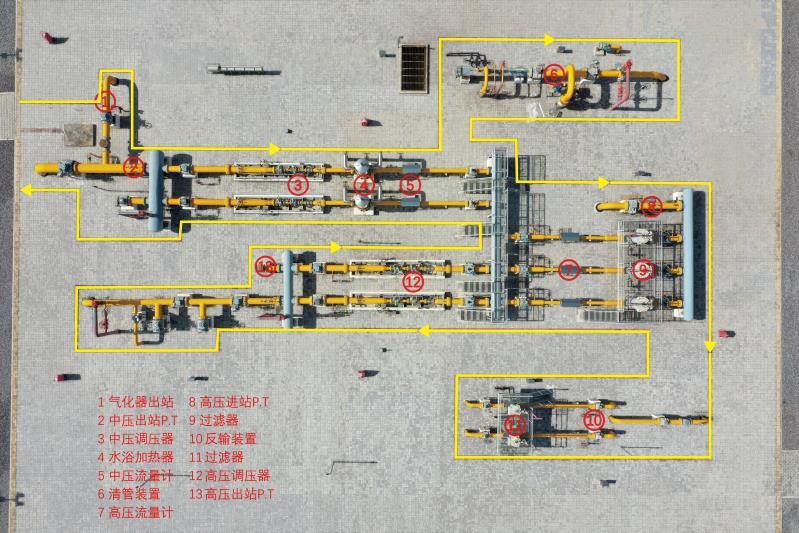 1
2
3
4
5
6
8
7
9
13
12
11
10
1 气化器出站 8 高压进站P.T
2 中压出站P.T 9 过滤器
3 中压调压器 10 反输装置
4 水浴加热器 11 过滤器
5 中压流量计 12 高压调压器
6 清管装置 13 高压出站P.T
7 高压流量计